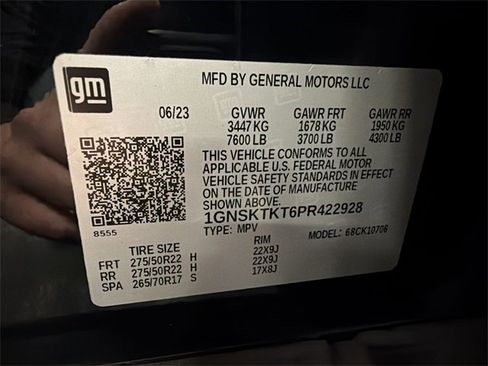 gm
MFD BY GENERAL MOTORS LLC
06/23 GVWR GAWR FRT GAWR RR
3447 KG 1678 KG 1950 KG
7600 LB 3700 LB 4300 LB
THIS VEHICLE CONFORMS TO ALL
APPLICABLE U.S. FEDERAL MOTOR
VEHICLE SAFETY STANDARDS IN EFFECT
ON THE DATE OF MANUFACTURE
SHOWN ABOVE.
1GNSKTKT6PR422928
8555
TYPE: MPV MODEL: 68CK10706
TIRE SIZE RIM
FRT 275/50R22 H 22X9J
RR 275/50R22 H 22X9J
SPA 265/70R17 S 17X8J